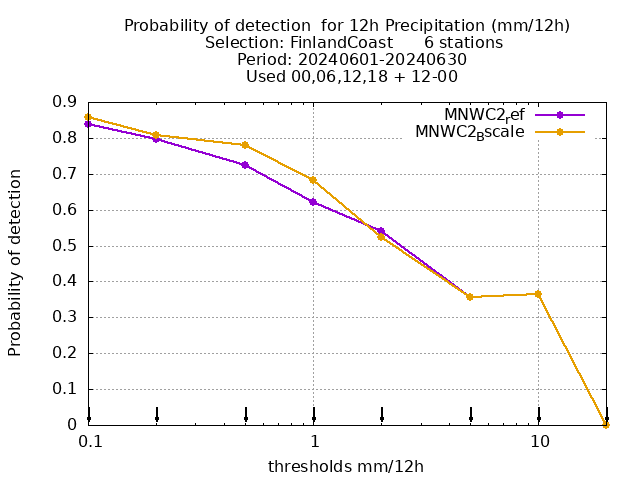 Probability of detection  for 12h Precipitation (mm/12h)
Selection: FinlandCoast      6 stations
Period: 20240601-20240630
Used 00,06,12,18 + 12-00
MNWC2ref
MNWC2Bscale
0.9
0.8
0.7
0.6
0.5
0.4
0.3
0.2
0.1
0
Probability of detection
0.1 1 10
thresholds mm/12h